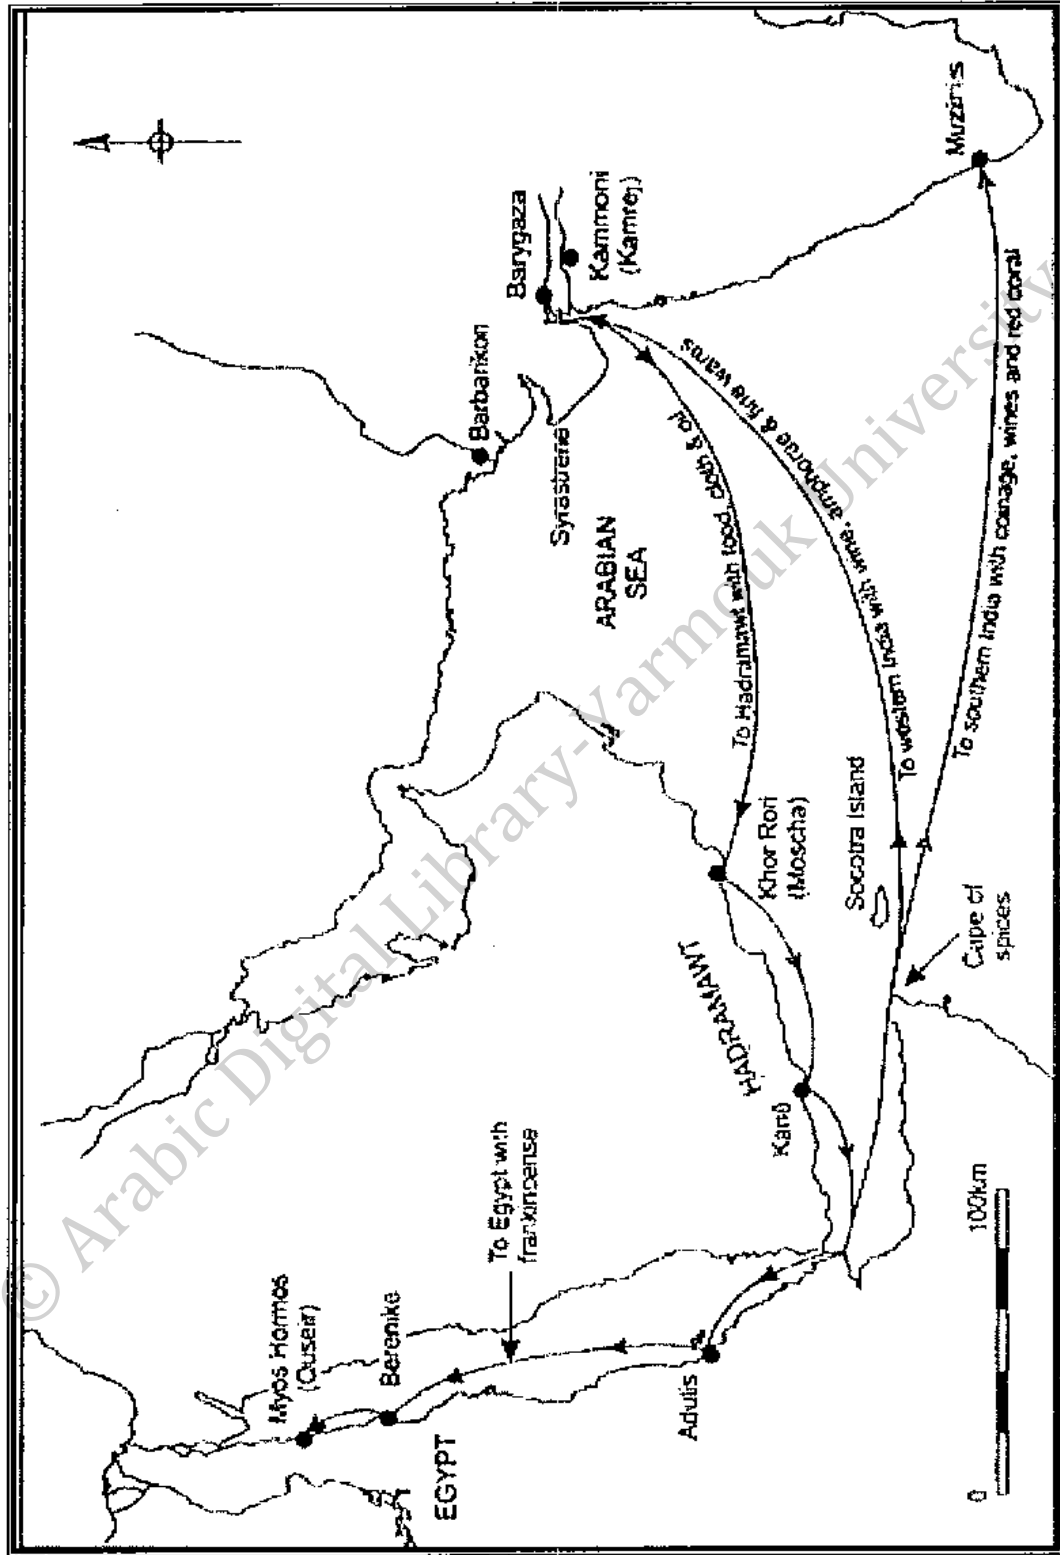 Myos Hormos
(Quseir)
Berenike
EGYPT
To Egypt with
frankincense
Adulis
Kanē
HADRAMAWT
Khor Rori
(Moscha)
Socotra Island
Cape of
spices
ARABIAN
SEA
Syrastrene
Barbarikon
Barygaza
Kammoni
(Kamrej)
Muziris
To Hadramawt with food, cloth & oil
To western India with wine, amphorae & fine wares
To southern India with coinage, wines and red coral
0
100km
© Arabic Digital Library-Yarmouk University